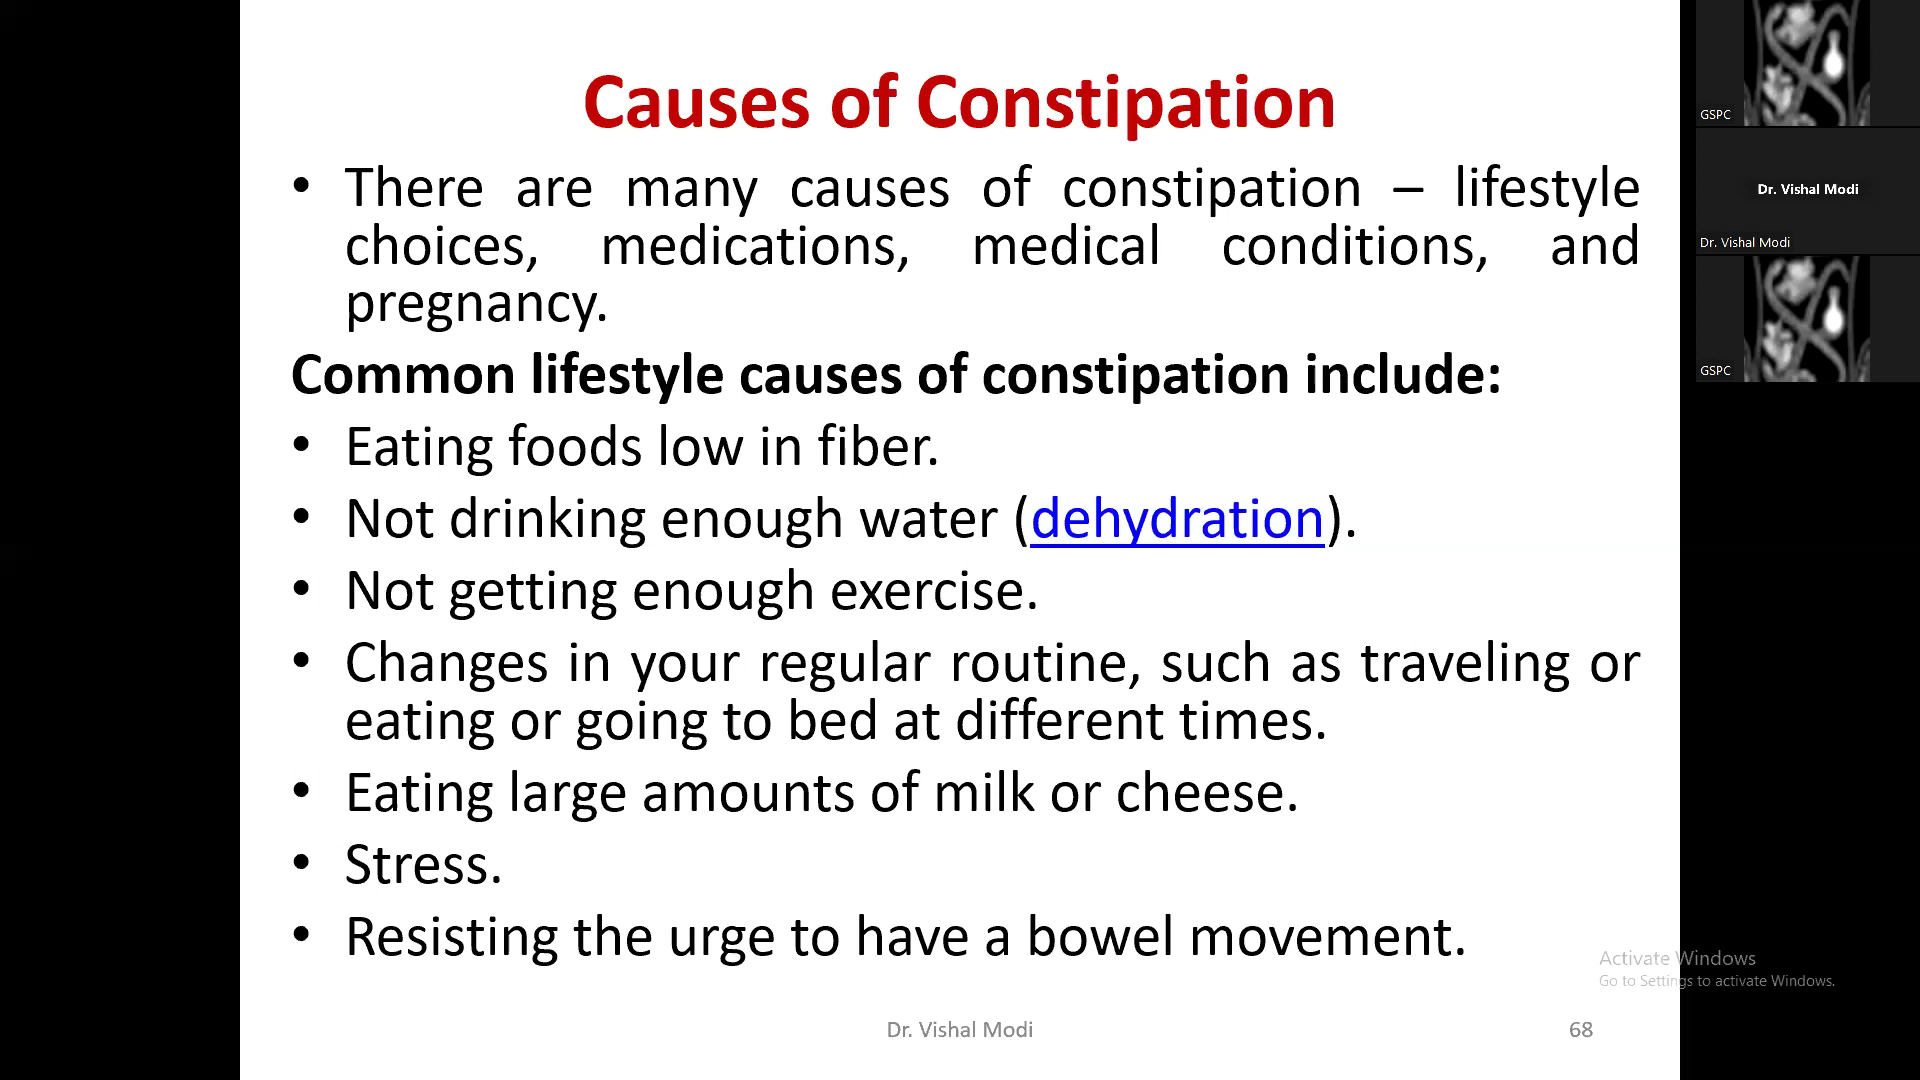 Causes of Constipation
• There are many causes of constipation – lifestyle
choices, medications, medical conditions, and
pregnancy.
Common lifestyle causes of constipation include:
• Eating foods low in fiber.
• Not drinking enough water (dehydration).
• Not getting enough exercise.
• Changes in your regular routine, such as traveling or
eating or going to bed at different times.
• Eating large amounts of milk or cheese.
• Stress.
• Resisting the urge to have a bowel movement.
Dr. Vishal Modi
68
GSPC
Dr. Vishal Modi
Dr. Vishal Modi
GSPC
Activate Windows
Go to Settings to activate Windows.